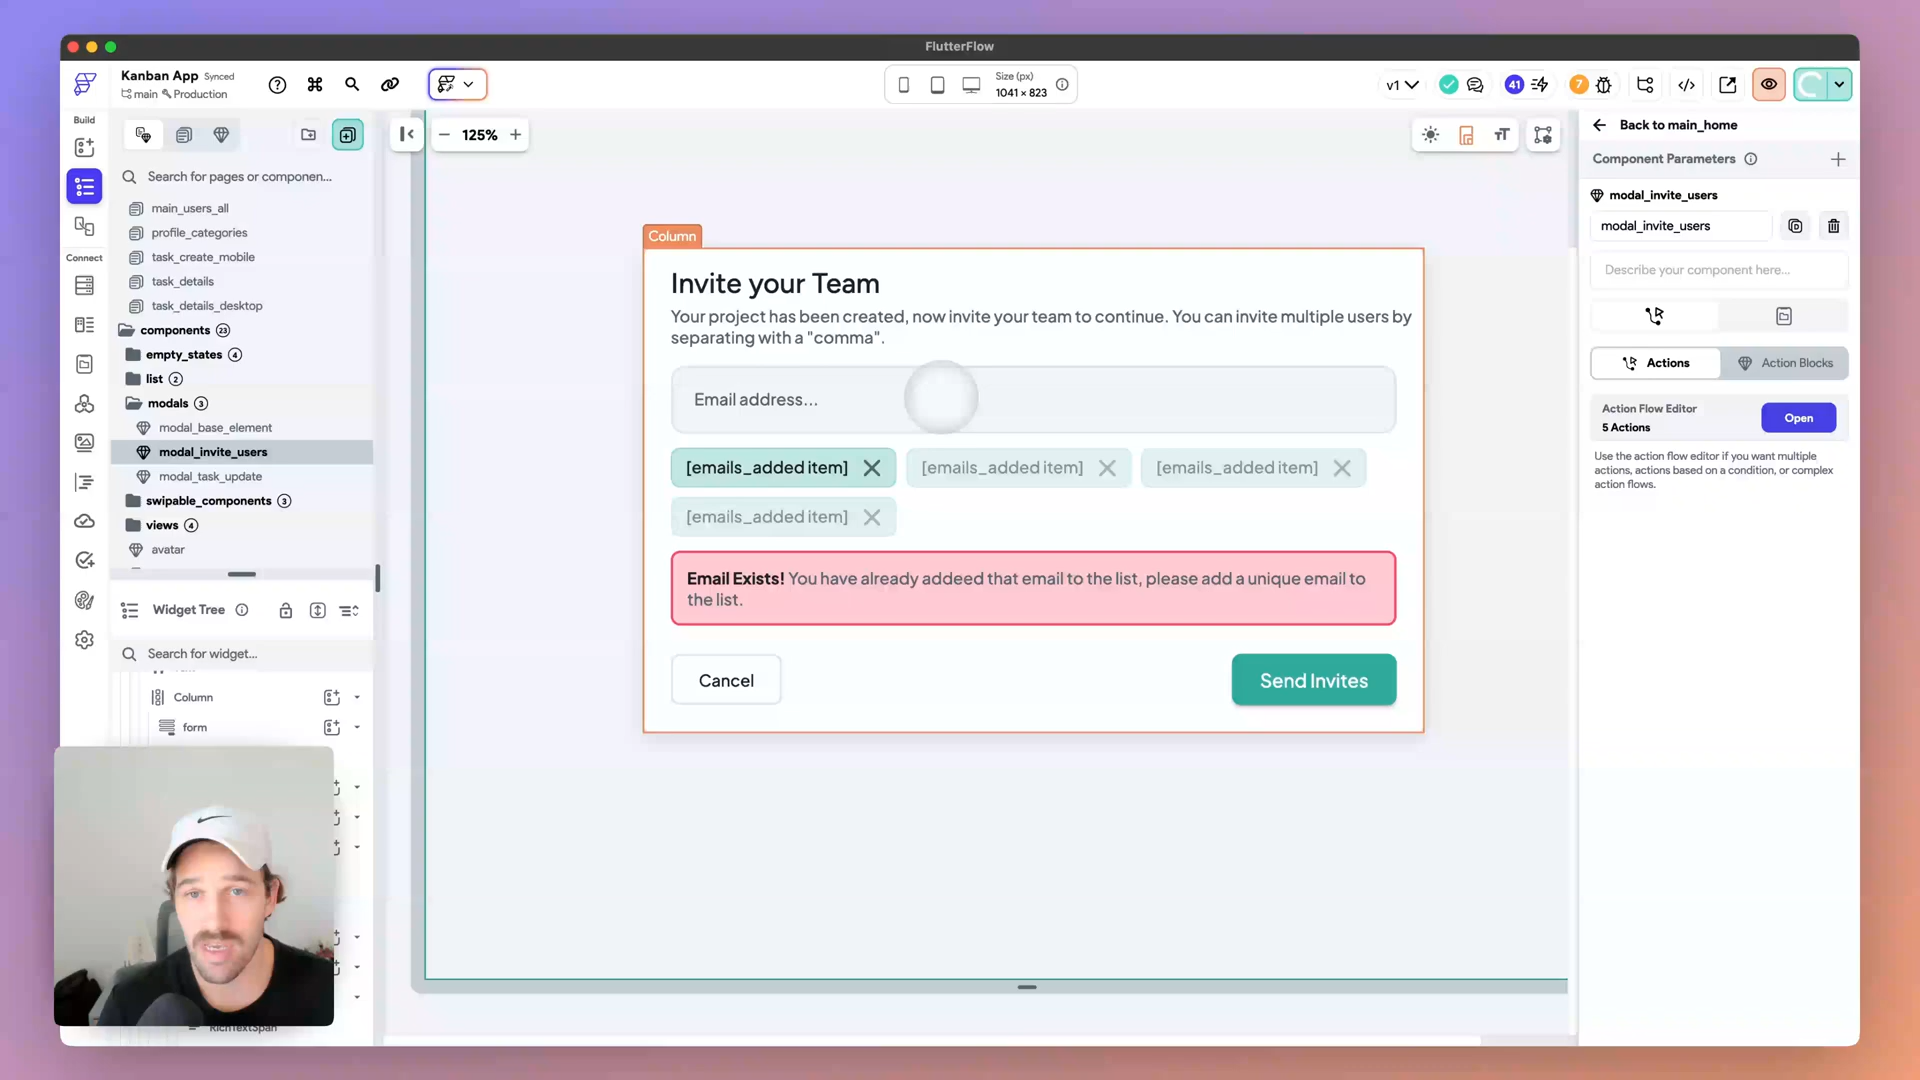 FlutterFlow
Kanban App Synced
main Production
Size (px)
1041 × 823
v1
41
7
Build
Connect
Search for pages or componen...
main_users_all
profile_categories
task_create_mobile
task_details
task_details_desktop
components 23
empty_states 4
list 2
modals 3
modal_base_element
modal_invite_users
modal_task_update
swipable_components 3
views 4
avatar
Widget Tree
Search for widget...
Column
form
RichTextSpan
125%
Column
Invite your Team
Your project has been created, now invite your team to continue. You can invite multiple users by
separating with a "comma".
Email address...
[emails_added item] [emails_added item] [emails_added item]
[emails_added item]
Email Exists! You have already addeed that email to the list, please add a unique email to
the list.
Cancel
Send Invites
Back to main_home
Component Parameters
modal_invite_users
modal_invite_users
Describe your component here...
Actions
Action Blocks
Action Flow Editor
5 Actions
Open
Use the action flow editor if you want multiple
actions, actions based on a condition, or complex
action flows.